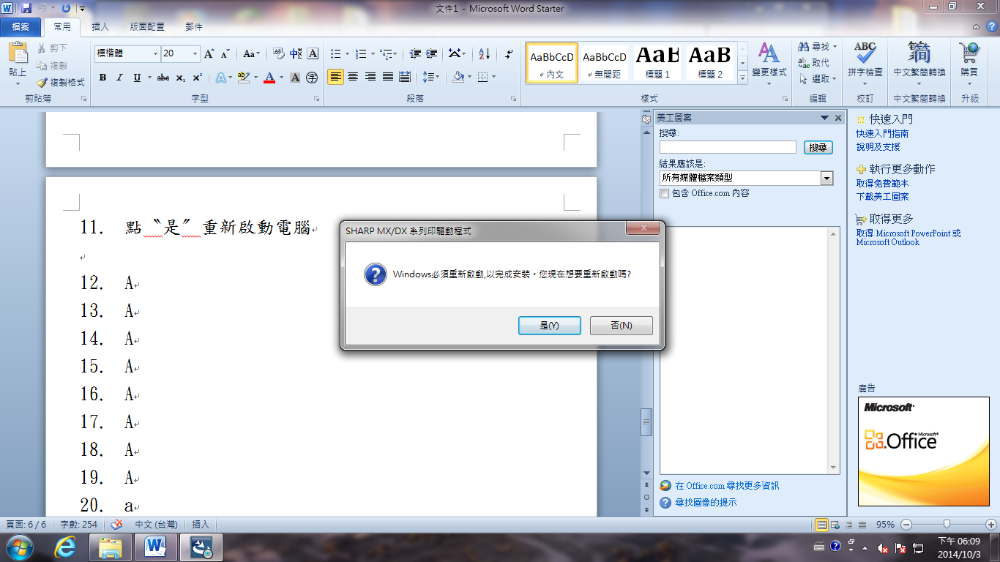 文件1 - Microsoft Word Starter
檔案 常用 插入 版面配置 郵件
貼上 剪下 複製 複製格式
剪貼簿
標楷體 20
B I U abc x₂ x²
字型
段落
AaBbCcD AaBbCcD AaB AaB
內文 無間距 標題 1 標題 2
變更樣式
樣式
尋找
取代
選取
編輯
ABC
拼字檢查
校訂
中文繁簡轉換
中文繁簡轉換
購買
升級
11. 點〝是〞重新啟動電腦
12. A
13. A
14. A
15. A
16. A
17. A
18. A
19. A
20. a
SHARP MX/DX 系列印驅動程式
Windows必須重新啟動,以完成安裝。您現在想要重新啟動嗎?
是(Y) 否(N)
美工圖案
搜尋:
搜尋
結果應該是:
所有媒體檔案類型
包含 Office.com 內容
在 Office.com 尋找更多資訊
尋找圖像的提示
快速入門
快速入門指南
說明及支援
執行更多動作
取得免費範本
下載美工圖案
取得更多
取得 Microsoft PowerPoint 或
Microsoft Outlook
廣告
Microsoft
Microsoft
Office
頁面: 6 / 6 字數: 254 中文 (台灣) 插入 95%
下午 06:09
2014/10/3